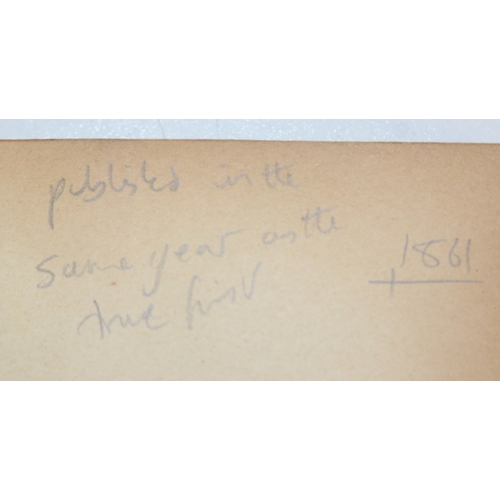 published in the
same year as the
true first
1861